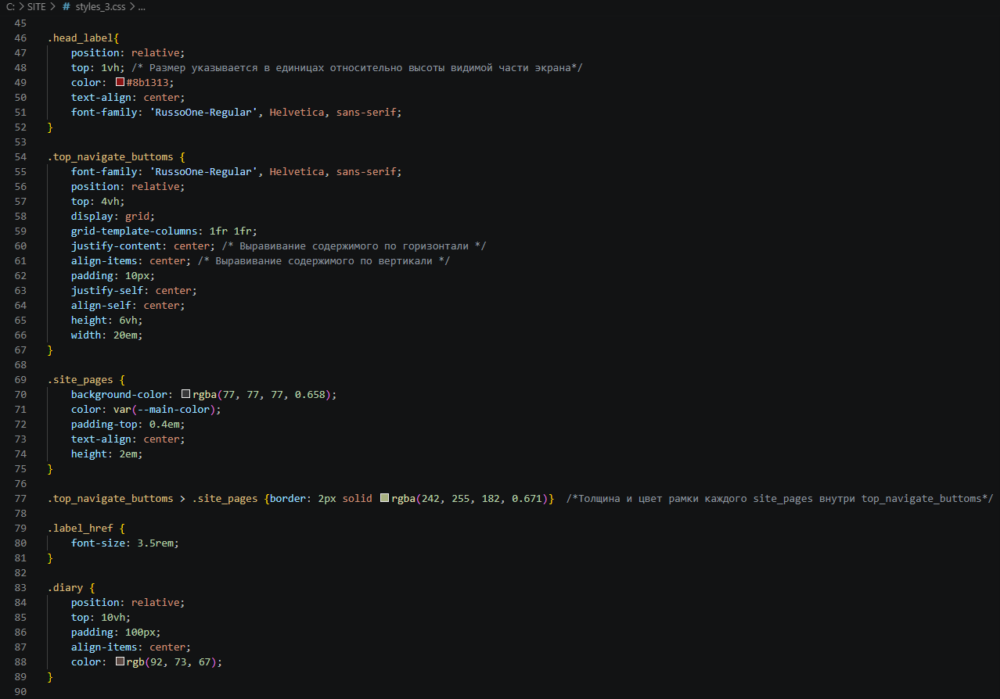 C: > SITE > # styles_3.css > ...
45
46 .head_label{
47     position: relative;
48     top: 1vh; /* Размер указывается в единицах относительно высоты видимой части экрана*/
49     color: #8b1313;
50     text-align: center;
51     font-family: 'RussoOne-Regular', Helvetica, sans-serif;
52 }
53
54 .top_navigate_buttoms {
55     font-family: 'RussoOne-Regular', Helvetica, sans-serif;
56     position: relative;
57     top: 4vh;
58     display: grid;
59     grid-template-columns: 1fr 1fr;
60     justify-content: center; /* Выравивание содержимого по горизонтали */
61     align-items: center; /* Выравивание содержимого по вертикали */
62     padding: 10px;
63     justify-self: center;
64     align-self: center;
65     height: 6vh;
66     width: 20em;
67 }
68
69 .site_pages {
70     background-color: rgba(77, 77, 77, 0.658);
71     color: var(--main-color);
72     padding-top: 0.4em;
73     text-align: center;
74     height: 2em;
75 }
76
77 .top_navigate_buttoms > .site_pages {border: 2px solid rgba(242, 255, 182, 0.671)}  /*Толщина и цвет рамки каждого site_pages внутри top_navigate_buttoms*/
78
79 .label_href {
80     font-size: 3.5rem;
81 }
82
83 .diary {
84     position: relative;
85     top: 10vh;
86     padding: 100px;
87     align-items: center;
88     color: rgb(92, 73, 67);
89 }
90